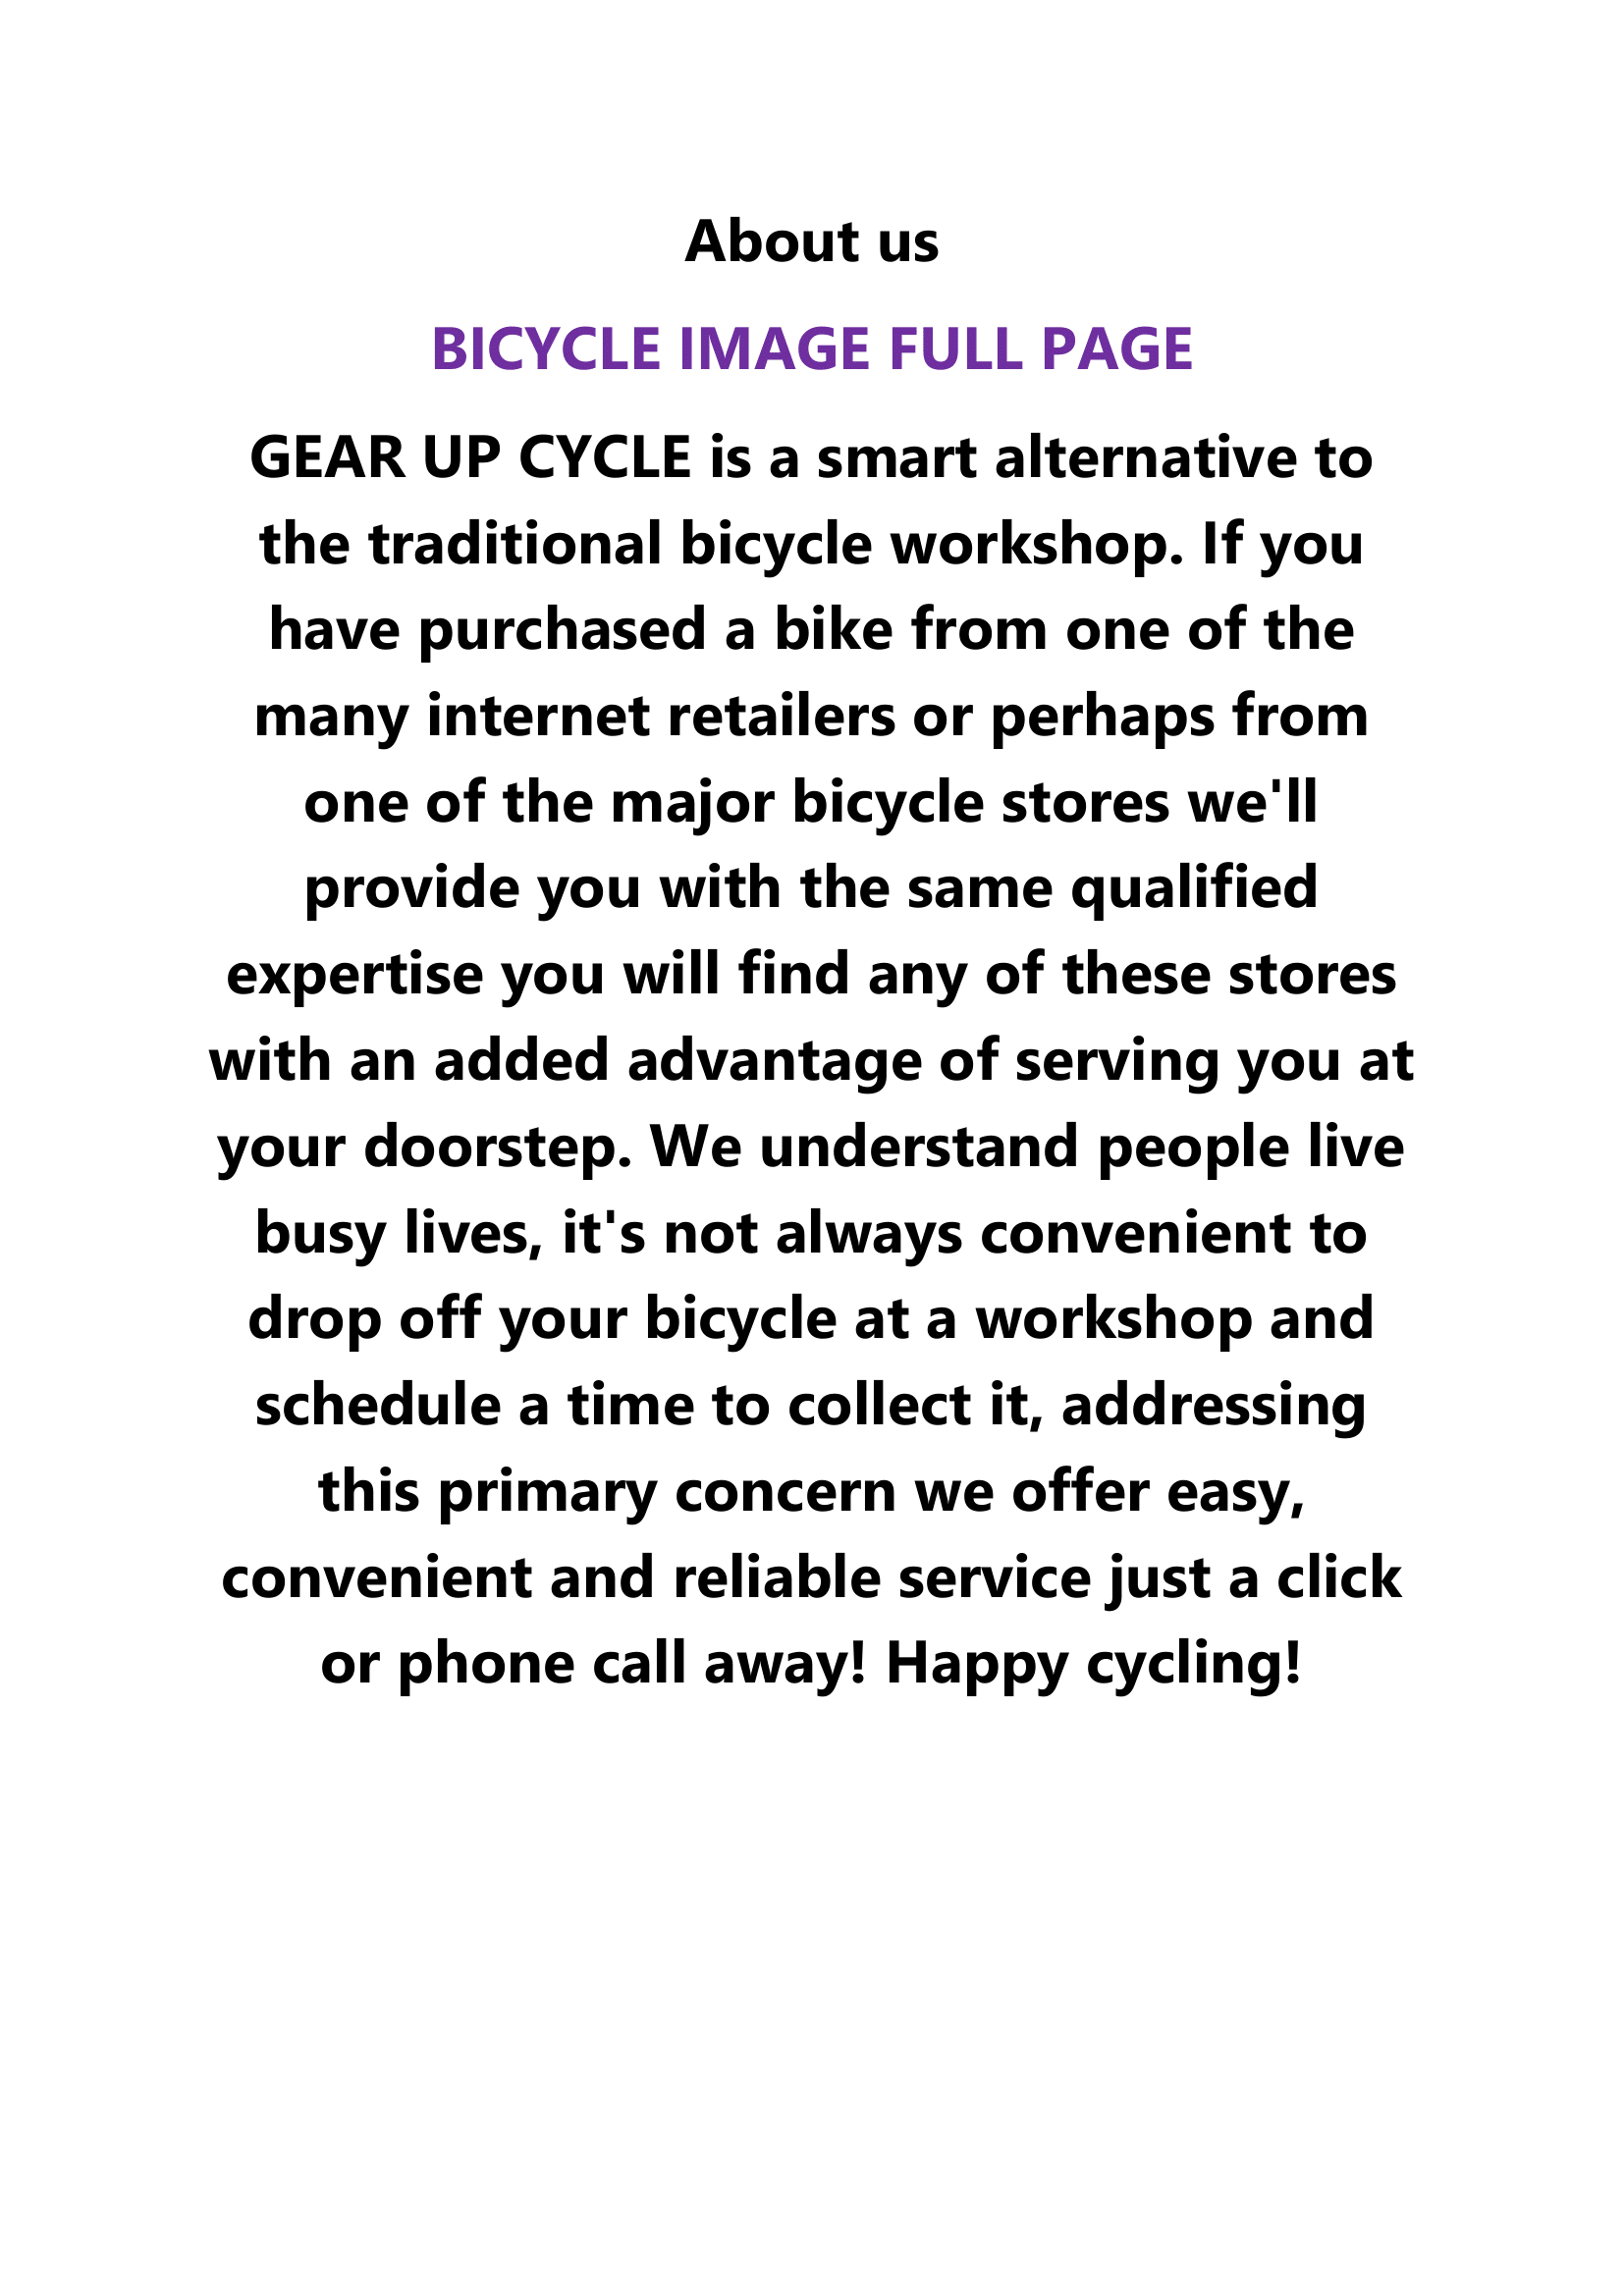 About us
BICYCLE IMAGE FULL PAGE
GEAR UP CYCLE is a smart alternative to
the traditional bicycle workshop. If you
have purchased a bike from one of the
many internet retailers or perhaps from
one of the major bicycle stores we'll
provide you with the same qualified
expertise you will find any of these stores
with an added advantage of serving you at
your doorstep. We understand people live
busy lives, it's not always convenient to
drop off your bicycle at a workshop and
schedule a time to collect it, addressing
this primary concern we offer easy,
convenient and reliable service just a click
or phone call away! Happy cycling!